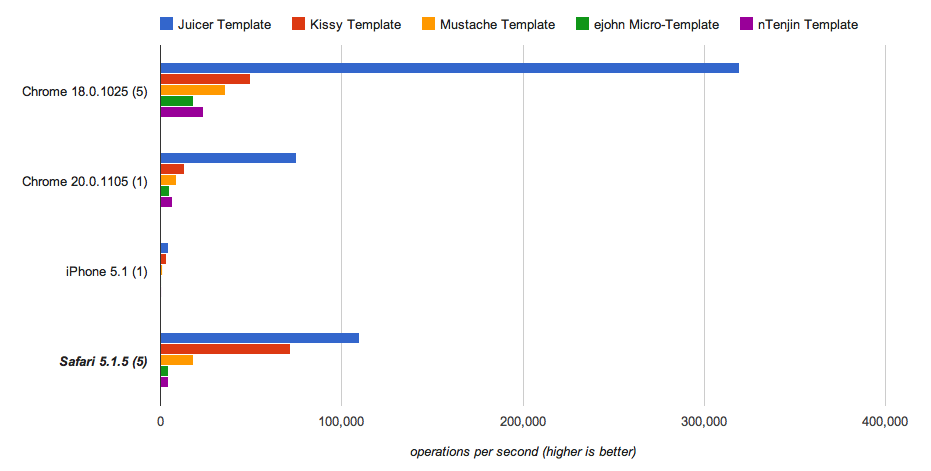 Juicer Template Kissy Template Mustache Template ejohn Micro-Template nTenjin Template
Chrome 18.0.1025 (5)
Chrome 20.0.1105 (1)
iPhone 5.1 (1)
Safari 5.1.5 (5)
0 100,000 200,000 300,000 400,000
operations per second (higher is better)